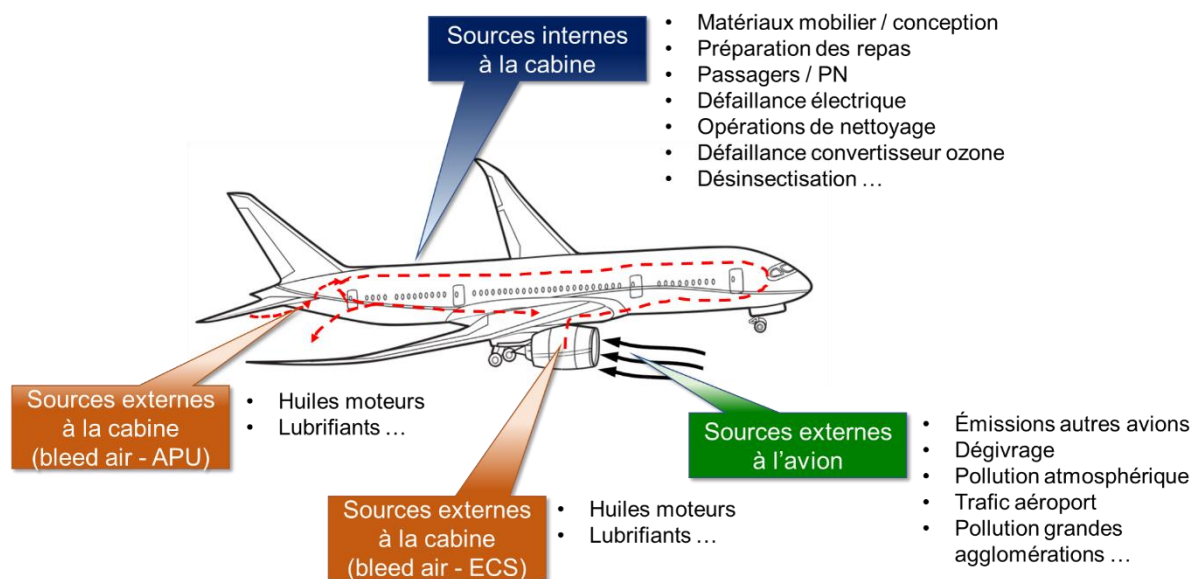 Sources internes
à la cabine
• Matériaux mobilier / conception
• Préparation des repas
• Passagers / PN
• Défaillance électrique
• Opérations de nettoyage
• Défaillance convertisseur ozone
• Désinsectisation …
Sources externes
à la cabine
(bleed air - APU)
• Huiles moteurs
• Lubrifiants …
Sources externes
à la cabine
(bleed air - ECS)
• Huiles moteurs
• Lubrifiants …
Sources externes
à l’avion
• Émissions autres avions
• Dégivrage
• Pollution atmosphérique
• Trafic aéroport
• Pollution grandes
agglomérations …